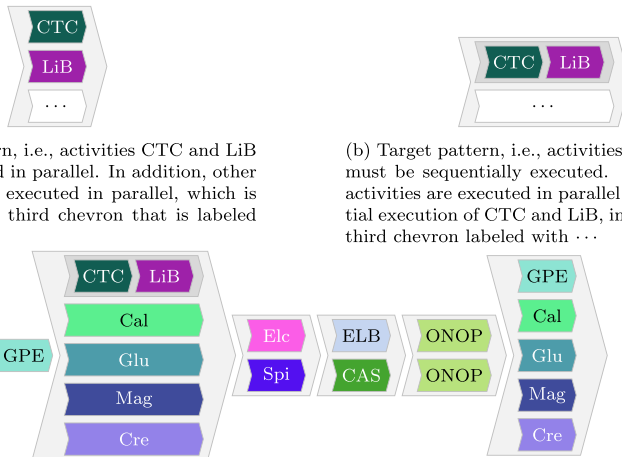 CTC
LiB
···
CTC LiB
···
rn, i.e., activities CTC and LiB
d in parallel. In addition, other
executed in parallel, which is
third chevron that is labeled
(b) Target pattern, i.e., activities
must be sequentially executed.
activities are executed in parallel
tial execution of CTC and LiB, in
third chevron labeled with ···
GPE
CTC LiB
Cal
Glu
Mag
Cre
Elc
Spi
ELB
CAS
ONOP
ONOP
GPE
Cal
Glu
Mag
Cre